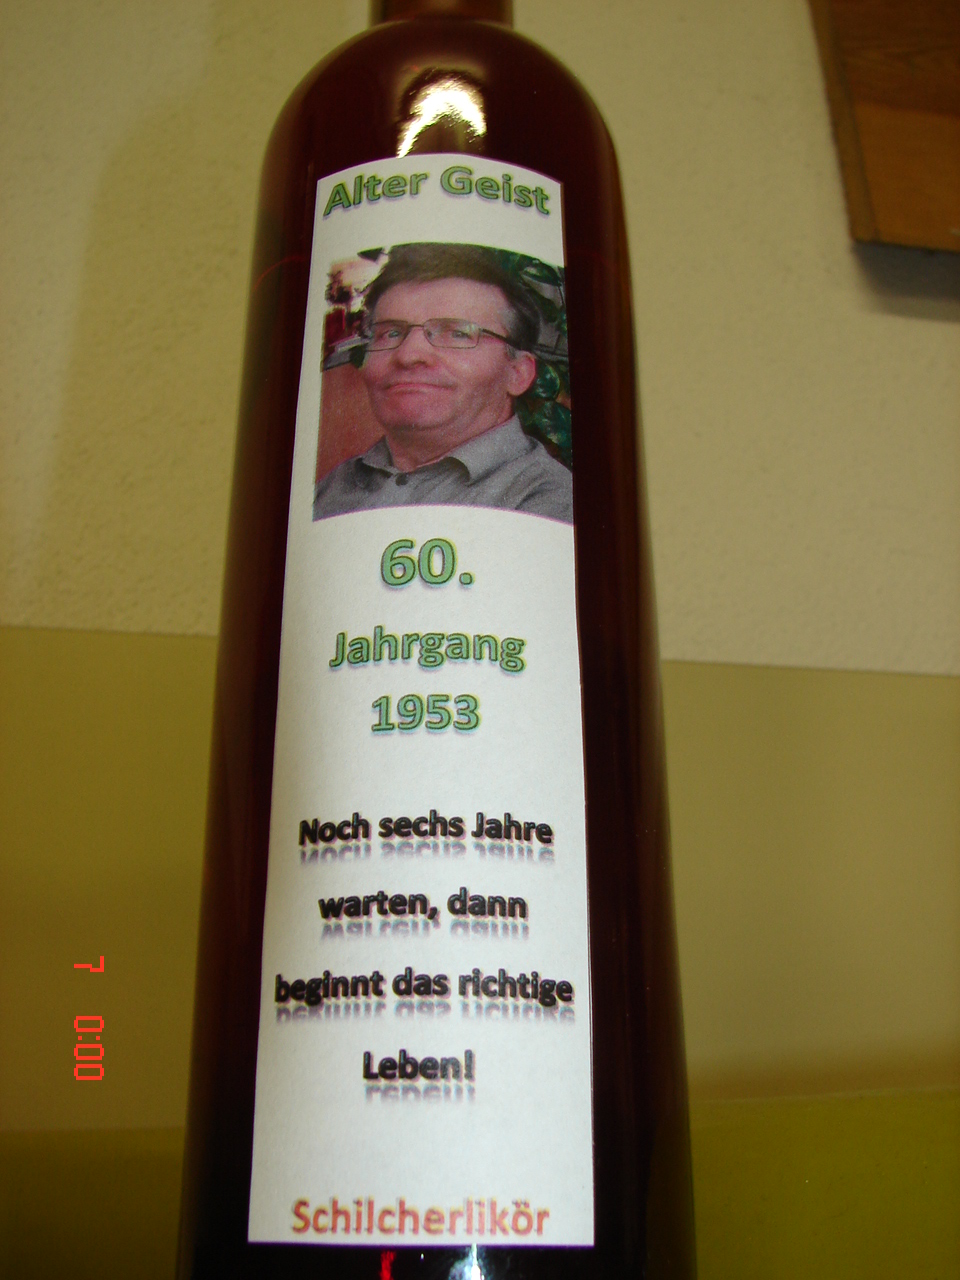 Alter Geist
60.
Jahrgang
1953
Noch sechs Jahre
warten, dann
beginnt das richtige
Leben!
Schilcherlikör
7 0:00